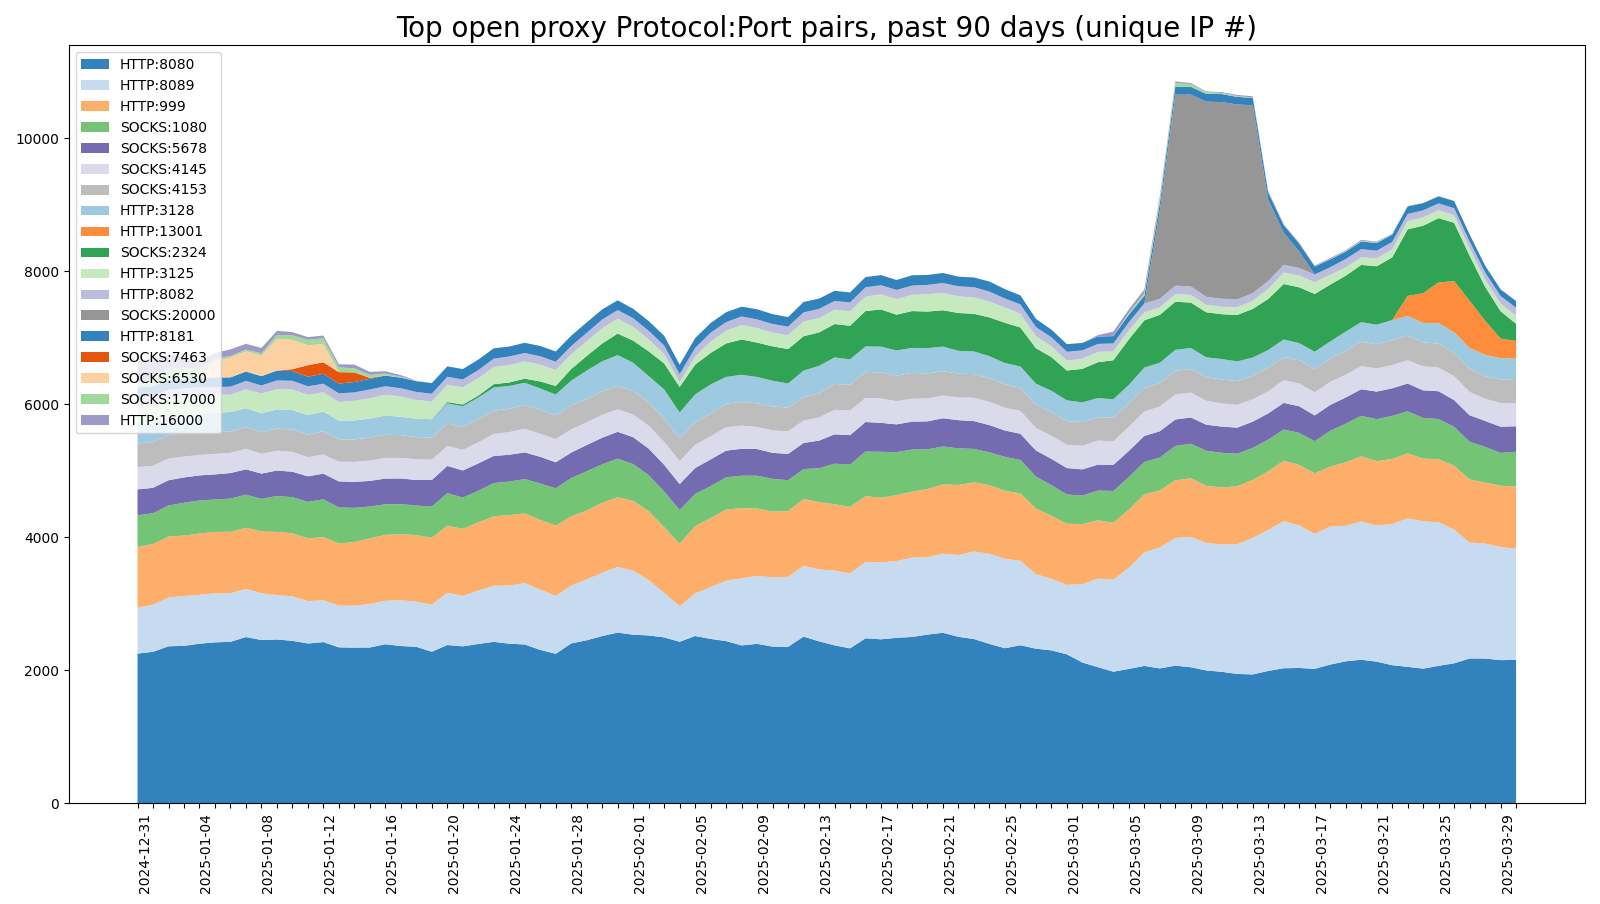 Top open proxy Protocol:Port pairs, past 90 days (unique IP #)
HTTP:8080
HTTP:8089
HTTP:999
SOCKS:1080
SOCKS:5678
SOCKS:4145
SOCKS:4153
HTTP:3128
HTTP:13001
SOCKS:2324
HTTP:3125
HTTP:8082
SOCKS:20000
HTTP:8181
SOCKS:7463
SOCKS:6530
SOCKS:17000
HTTP:16000
10000
8000
6000
4000
2000
0
2024-12-31
2025-01-04
2025-01-08
2025-01-12
2025-01-16
2025-01-20
2025-01-24
2025-01-28
2025-02-01
2025-02-05
2025-02-09
2025-02-13
2025-02-17
2025-02-21
2025-02-25
2025-03-01
2025-03-05
2025-03-09
2025-03-13
2025-03-17
2025-03-21
2025-03-25
2025-03-29